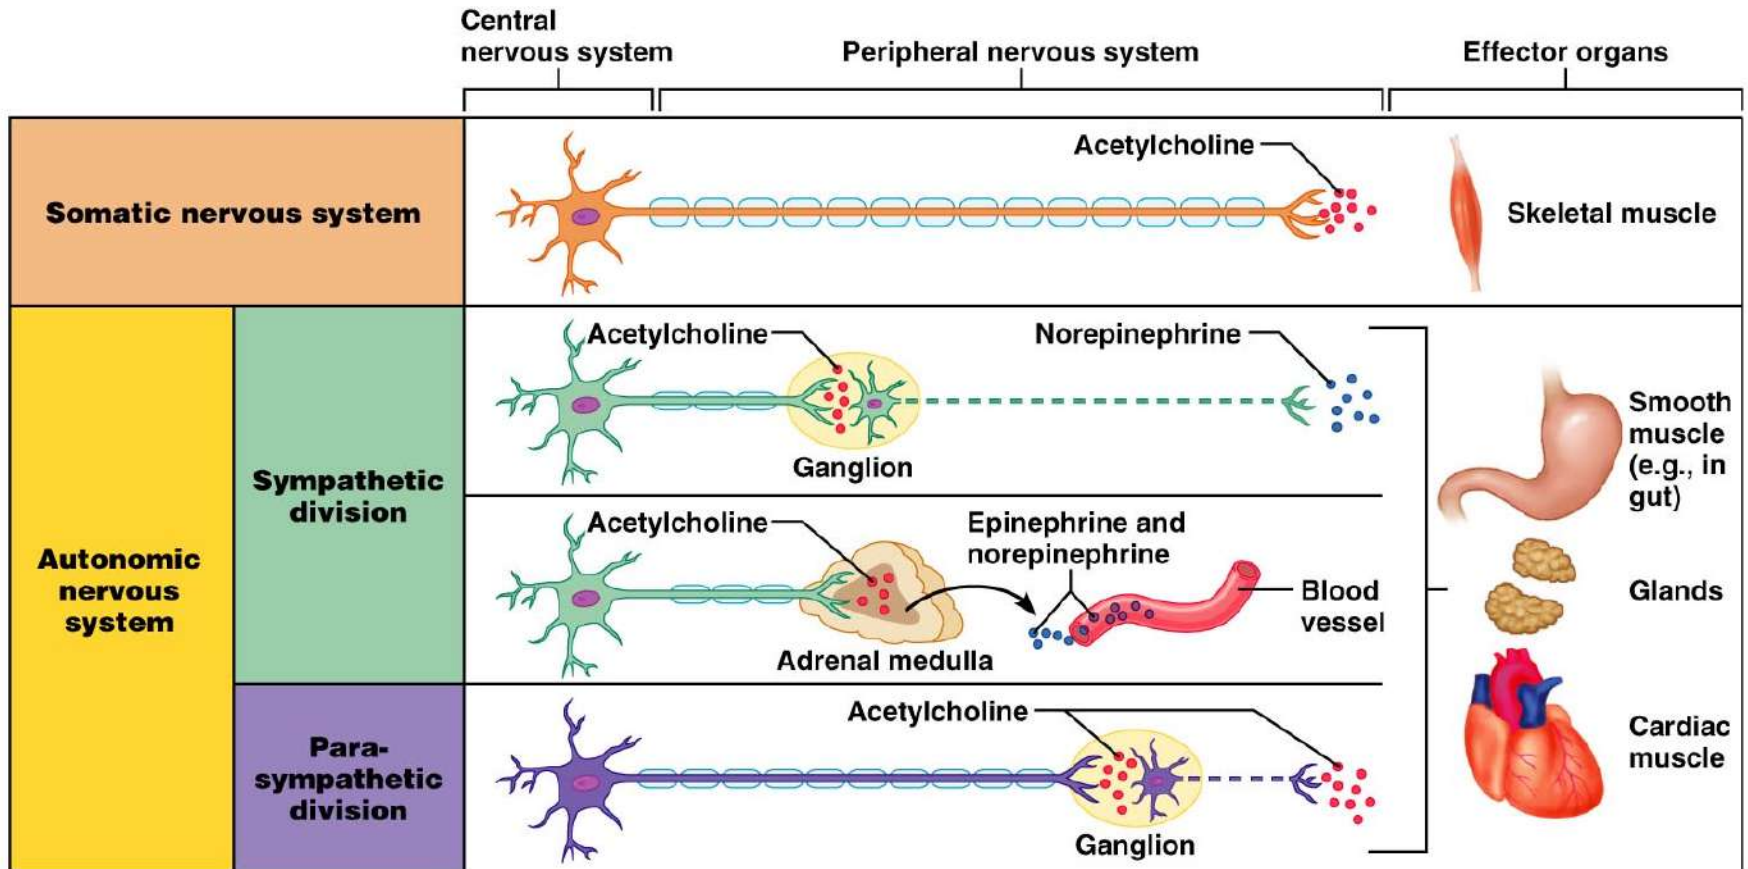 Central
nervous system
Peripheral nervous system
Effector organs
Somatic nervous system
Acetylcholine
Skeletal muscle
Autonomic
nervous
system
Sympathetic
division
Acetylcholine
Norepinephrine
Ganglion
Acetylcholine
Epinephrine and
norepinephrine
Blood
vessel
Adrenal medulla
Para-
sympathetic
division
Acetylcholine
Ganglion
Smooth
muscle
(e.g., in
gut)
Glands
Cardiac
muscle